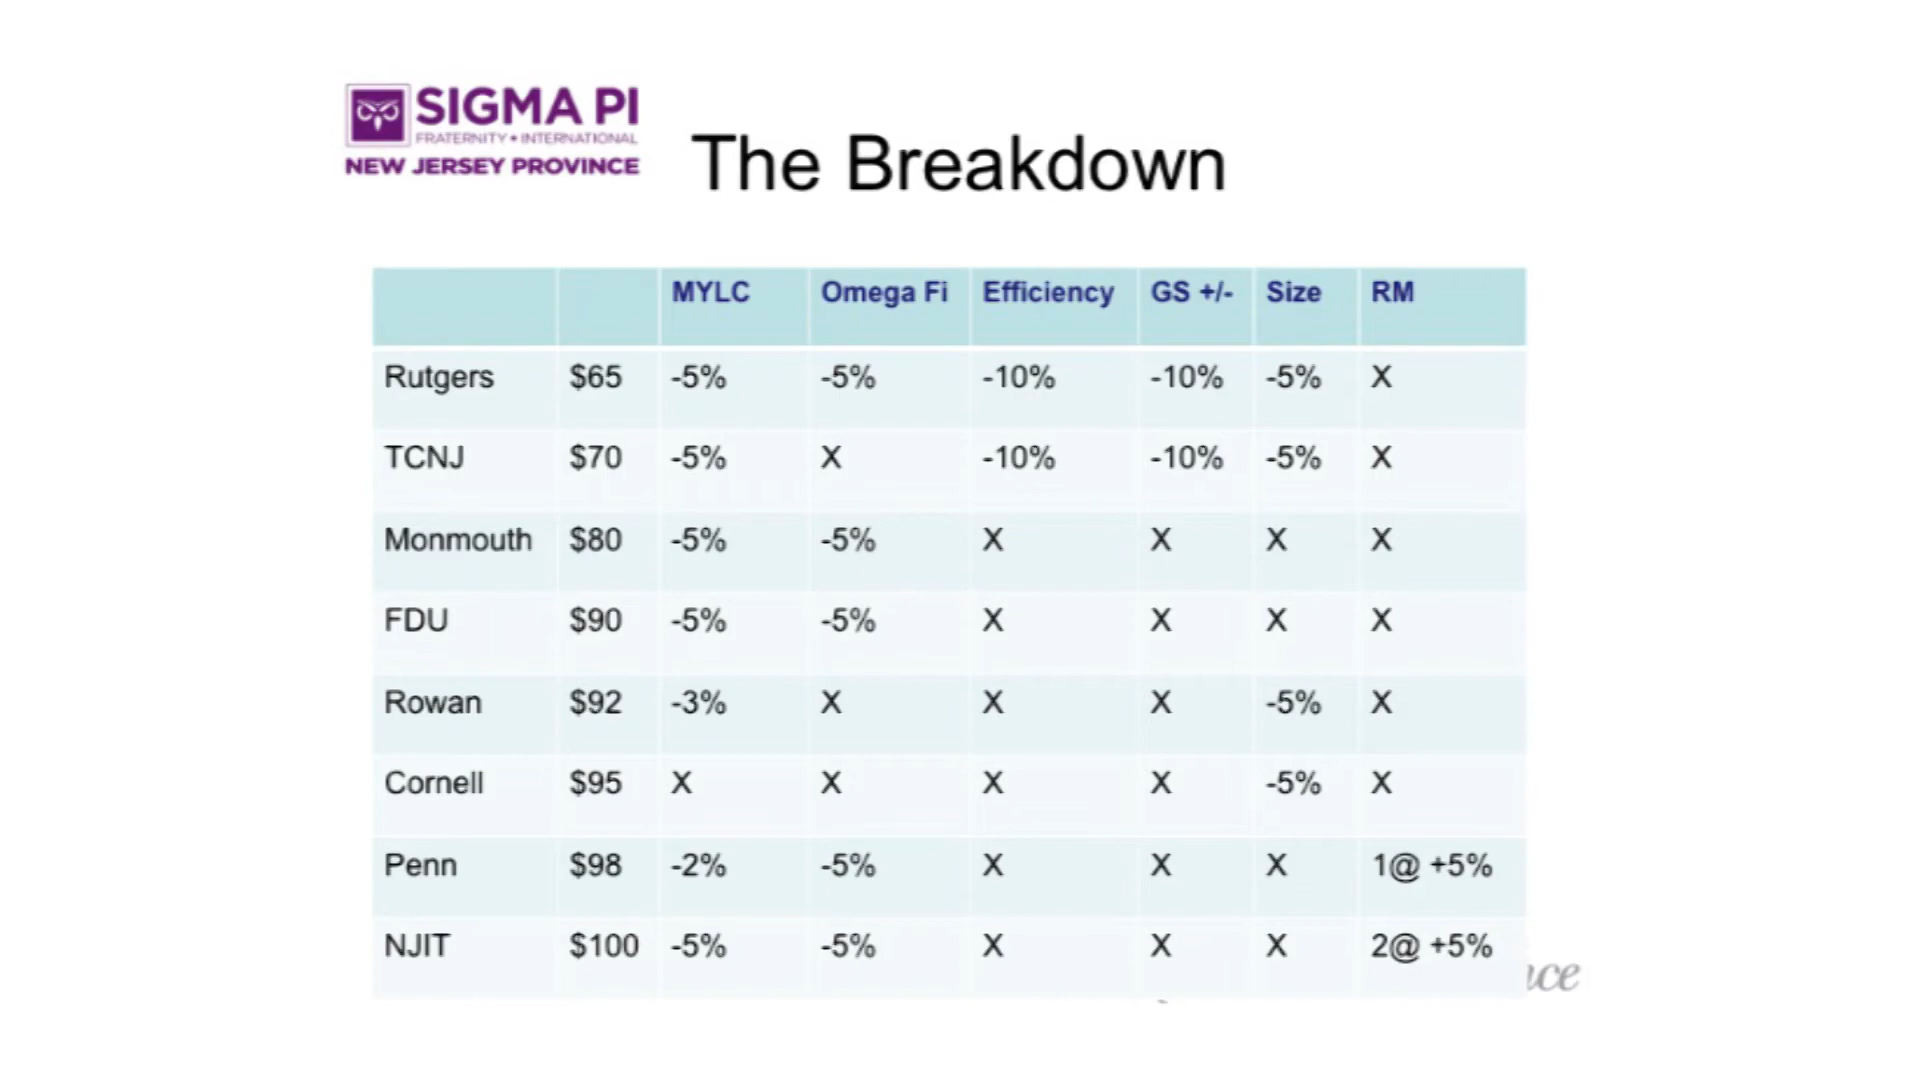 SIGMA PI
FRATERNITY • INTERNATIONAL
NEW JERSEY PROVINCE
The Breakdown
MYLC Omega Fi Efficiency GS +/- Size RM
Rutgers $65 -5% -5% -10% -10% -5% X
TCNJ $70 -5% X -10% -10% -5% X
Monmouth $80 -5% -5% X X X X
FDU $90 -5% -5% X X X X
Rowan $92 -3% X X X -5% X
Cornell $95 X X X X -5% X
Penn $98 -2% -5% X X X 1@ +5%
NJIT $100 -5% -5% X X X 2@ +5%